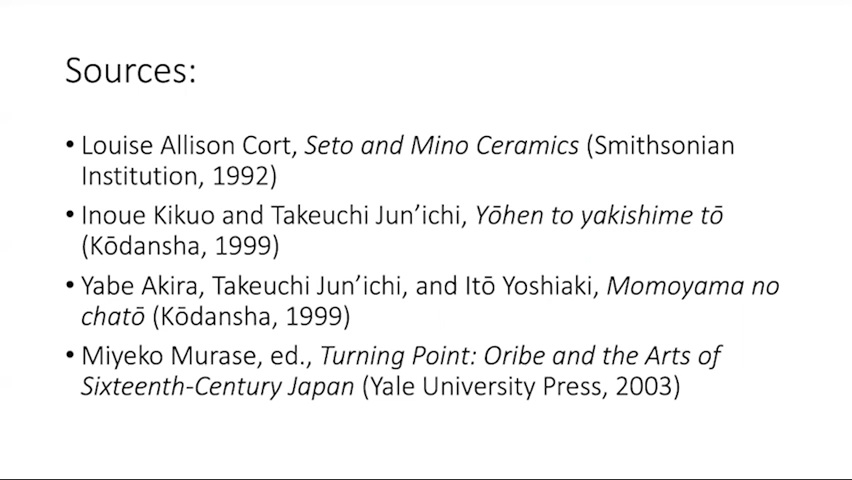 Sources:
• Louise Allison Cort, Seto and Mino Ceramics (Smithsonian
Institution, 1992)
• Inoue Kikuo and Takeuchi Jun’ichi, Yōhen to yakishime tō
(Kōdansha, 1999)
• Yabe Akira, Takeuchi Jun’ichi, and Itō Yoshiaki, Momoyama no
chatō (Kōdansha, 1999)
• Miyeko Murase, ed., Turning Point: Oribe and the Arts of
Sixteenth-Century Japan (Yale University Press, 2003)